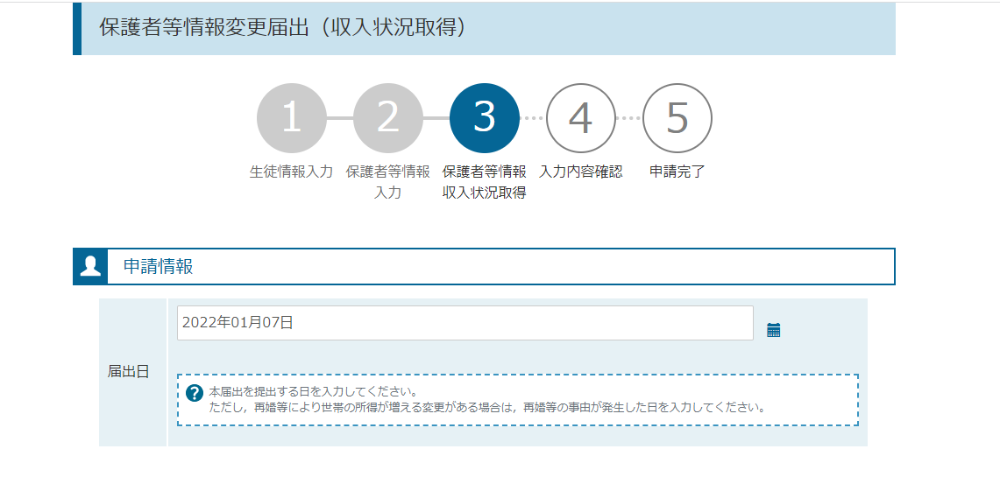 保護者等情報変更届出（収入状況取得）
1 2 3 4 5
生徒情報入力 保護者等情報 保護者等情報 入力内容確認 申請完了
入力 収入状況取得
申請情報
2022年01月07日
届出日
? 本届出を提出する日を入力してください。
ただし，再婚等により世帯の所得が増える変更がある場合は，再婚等の事由が発生した日を入力してください。